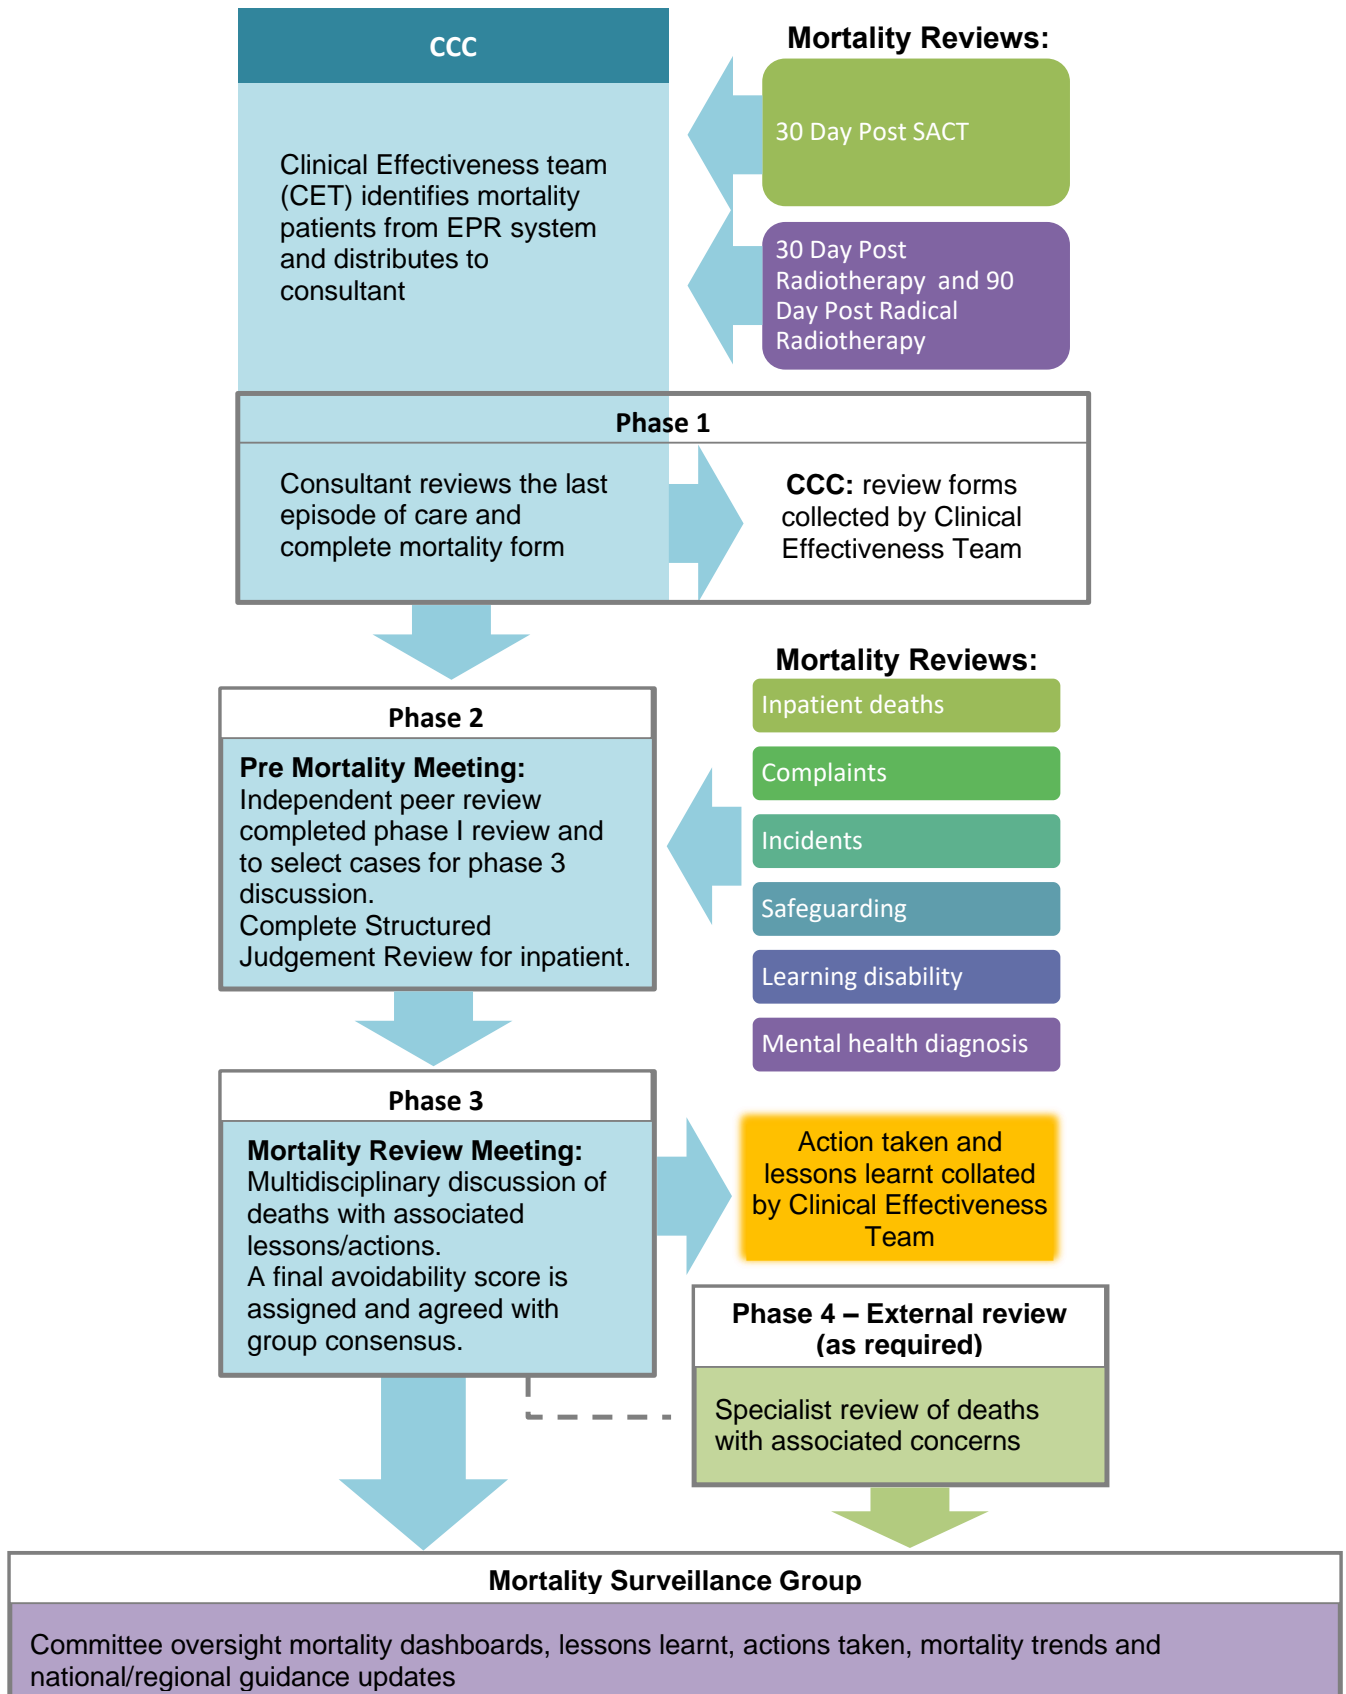 CCC
Mortality Reviews:
30 Day Post SACT
Clinical Effectiveness team
(CET) identifies mortality
patients from EPR system
and distributes to
consultant
30 Day Post
Radiotherapy and 90
Day Post Radical
Radiotherapy
Phase 1
Consultant reviews the last
episode of care and
complete mortality form
CCC: review forms
collected by Clinical
Effectiveness Team
Mortality Reviews:
Inpatient deaths
Complaints
Incidents
Safeguarding
Learning disability
Mental health diagnosis
Phase 2
Pre Mortality Meeting:
Independent peer review
completed phase I review and
to select cases for phase 3
discussion.
Complete Structured
Judgement Review for inpatient.
Phase 3
Mortality Review Meeting:
Multidisciplinary discussion of
deaths with associated
lessons/actions.
A final avoidability score is
assigned and agreed with
group consensus.
Action taken and
lessons learnt collated
by Clinical Effectiveness
Team
Phase 4 – External review
(as required)
Specialist review of deaths
with associated concerns
Mortality Surveillance Group
Committee oversight mortality dashboards, lessons learnt, actions taken, mortality trends and
national/regional guidance updates